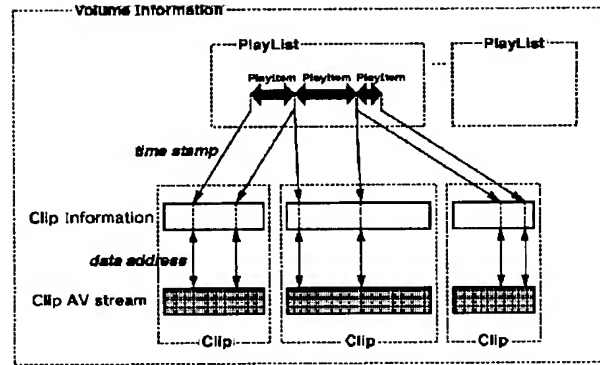 Volume Information
PlayList
PlayList
PlayItem PlayItem PlayItem
time stamp
Clip Information
data address
Clip AV stream
Clip
Clip
Clip